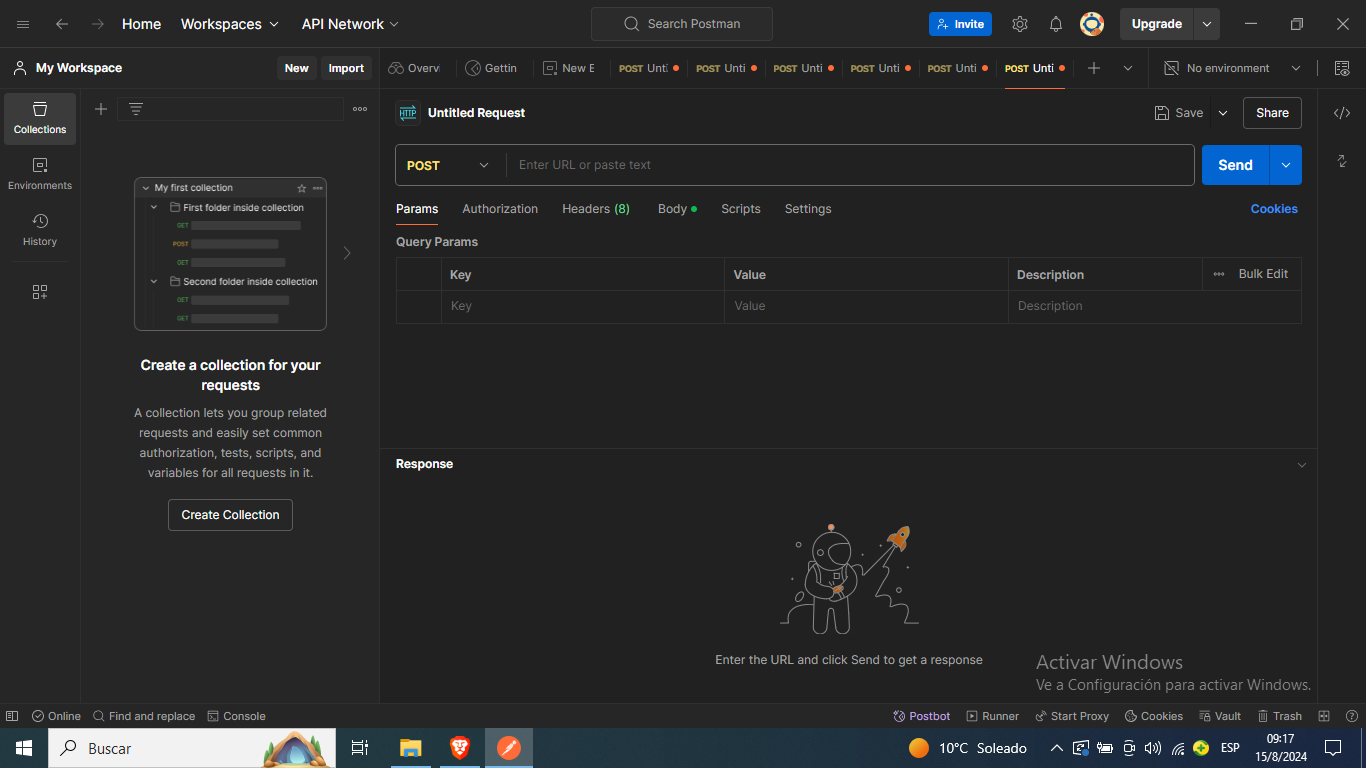 Home Workspaces API Network Search Postman Invite Upgrade
My Workspace New Import Overvi Gettin New E POST Unti POST Unti POST Unti POST Unti POST Unti POST Unti No environment
Collections
Environments
History
My first collection
First folder inside collection
GET
POST
GET
Second folder inside collection
GET
GET
Create a collection for your
requests
A collection lets you group related
requests and easily set common
authorization, tests, scripts, and
variables for all requests in it.
Create Collection
HTTP Untitled Request Save Share
POST Enter URL or paste text Send
Params Authorization Headers (8) Body Scripts Settings Cookies
Query Params
Key Value Description Bulk Edit
Key Value Description
Response
Enter the URL and click Send to get a response
Activar Windows
Ve a Configuración para activar Windows.
Online Find and replace Console Postbot Runner Start Proxy Cookies Vault Trash
Buscar 10°C Soleado ESP 09:17
15/8/2024